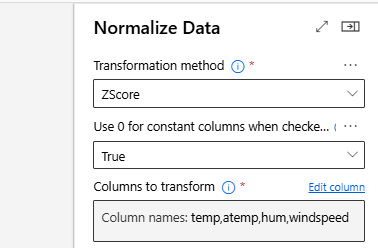 Normalize Data
Transformation method *
ZScore
Use 0 for constant columns when checke...
True
Columns to transform * Edit column
Column names: temp,atemp,hum,windspeed